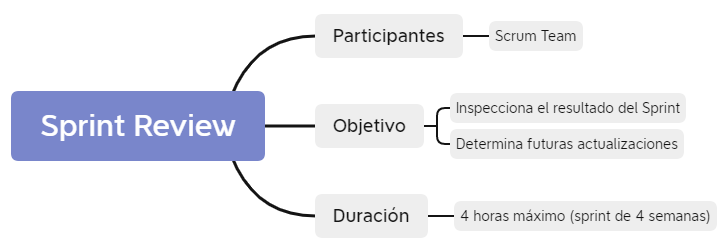 Sprint Review
Participantes
Scrum Team
Objetivo
Inspecciona el resultado del Sprint
Determina futuras actualizaciones
Duración
4 horas máximo (sprint de 4 semanas)